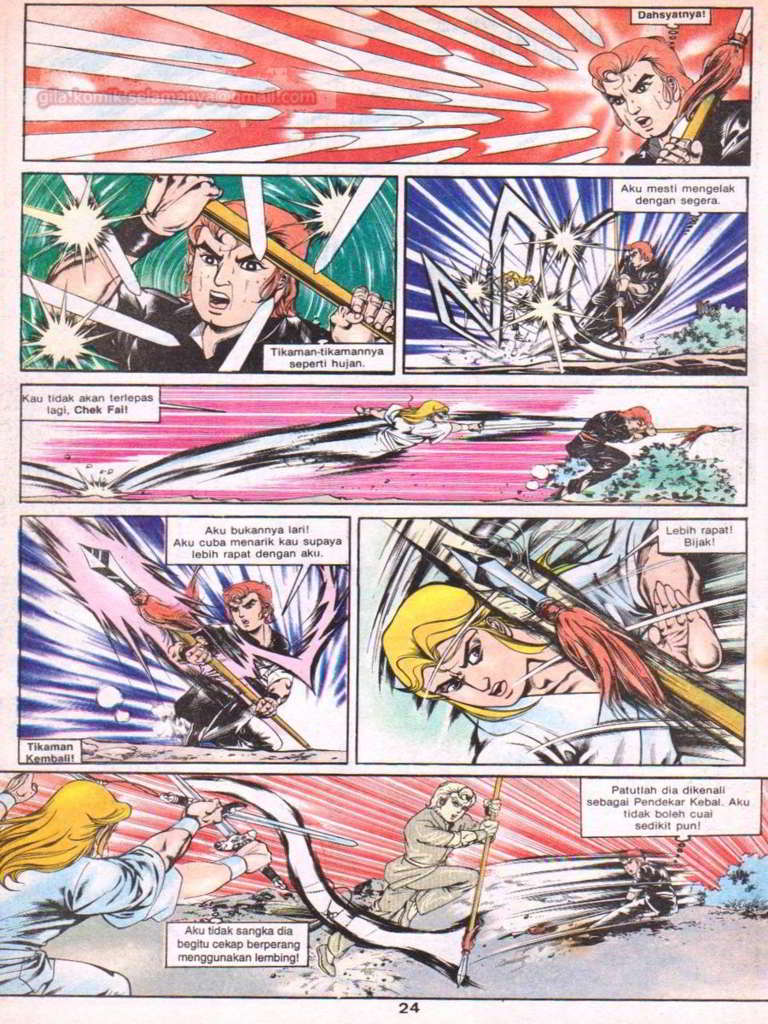 Dahsyatnya!
gila.komik.selamanya@gmail.com
Tikaman-tikamannya
seperti hujan.
Aku mesti mengelak
dengan segera.
Kau tidak akan terlepas
lagi, Chek Fai!
Aku bukannya lari!
Aku cuba menarik kau supaya
lebih rapat dengan aku.
Tikaman
Kembali!
Lebih rapat!
Bijak!
Patutlah dia dikenali
sebagai Pendekar Kebal. Aku
tidak boleh cuai
sedikit pun!
Aku tidak sangka dia
begitu cekap berperang
menggunakan lembing!
24